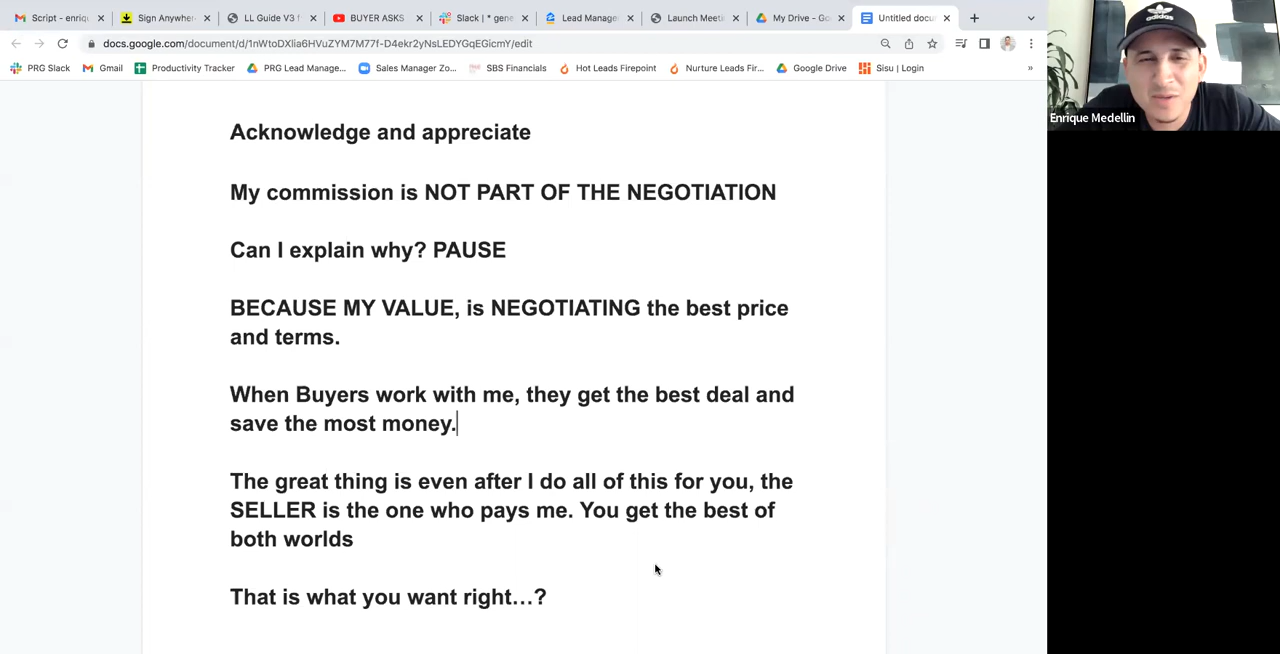 Script - enriq
Sign Anywher
LL Guide V3 f
BUYER ASKS
Slack | * gene
Lead Manage
Launch Meeti
My Drive - Go
Untitled docu
docs.google.com/document/d/1nWtoDXlia6HVuZYM7M77f-D4ekr2yNsLEDYGqEGicmY/edit
PRG Slack
Gmail
Productivity Tracker
PRG Lead Manage...
Sales Manager Zo...
SBS Financials
Hot Leads Firepoint
Nurture Leads Fir...
Google Drive
Sisu | Login
»
adidas
Enrique Medellin
Acknowledge and appreciate
My commission is NOT PART OF THE NEGOTIATION
Can I explain why? PAUSE
BECAUSE MY VALUE, is NEGOTIATING the best price
and terms.
When Buyers work with me, they get the best deal and
save the most money.
The great thing is even after I do all of this for you, the
SELLER is the one who pays me. You get the best of
both worlds
That is what you want right...?